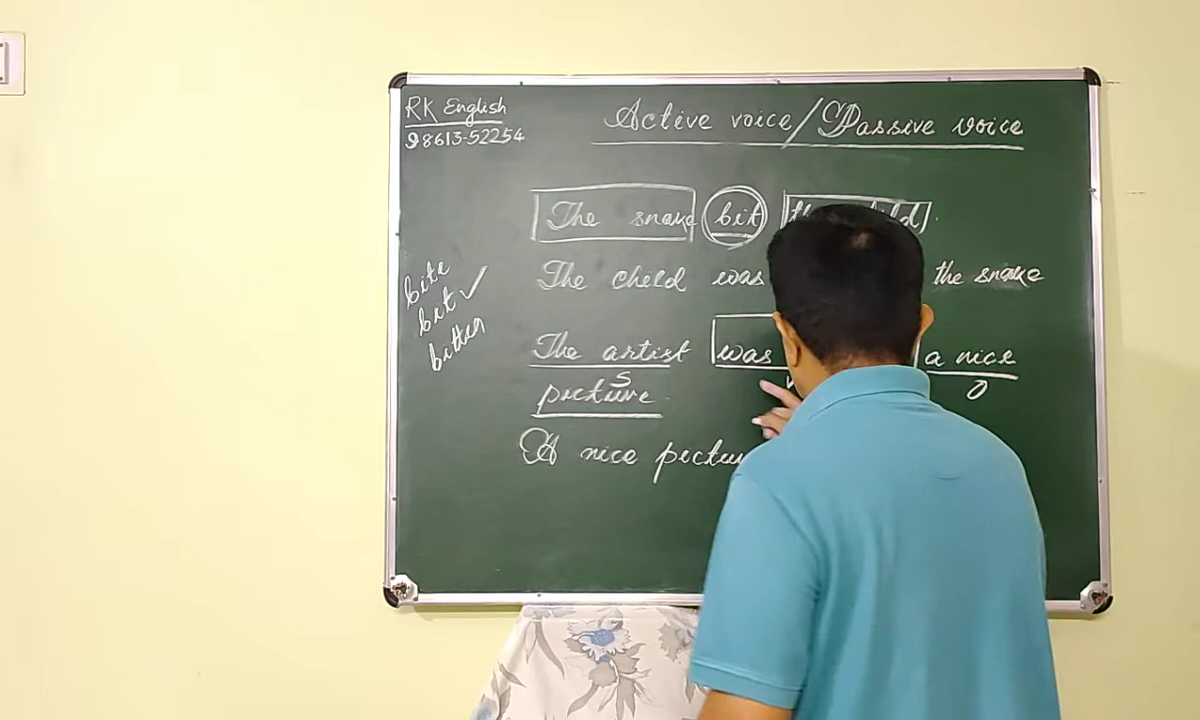 RK English
98613-52254
Active voice/Passive voice
The snake bit the child.
The child was the snake
bite
bit ✓
bitten
The artist was a nice
S O
picture.
A nice